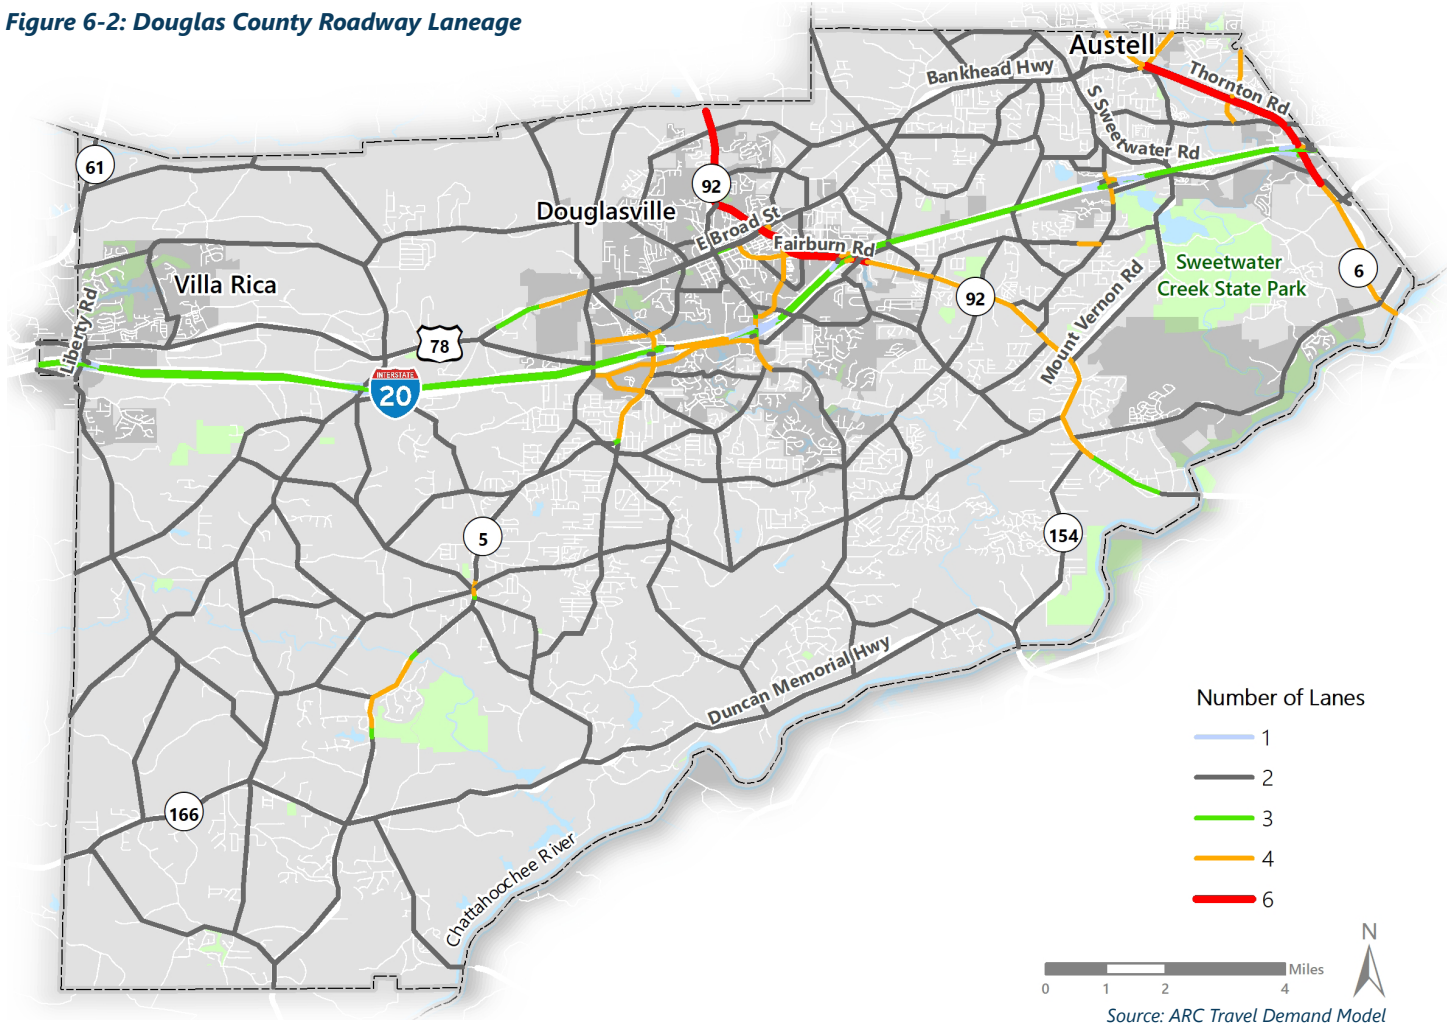 Figure 6-2: Douglas County Roadway Laneage
Austell
Bankhead Hwy
Thornton Rd
S Sweetwater Rd
61
92
Douglasville
E Broad St
Fairburn Rd
Sweetwater
Creek State Park
6
Villa Rica
92
Liberty Rd
78
Mount Vernon Rd
INTERSTATE
20
5
154
Duncan Memorial Hwy
166
Chattahoochee River
Number of Lanes
1
2
3
4
6
N
Miles
0 1 2 4
Source: ARC Travel Demand Model